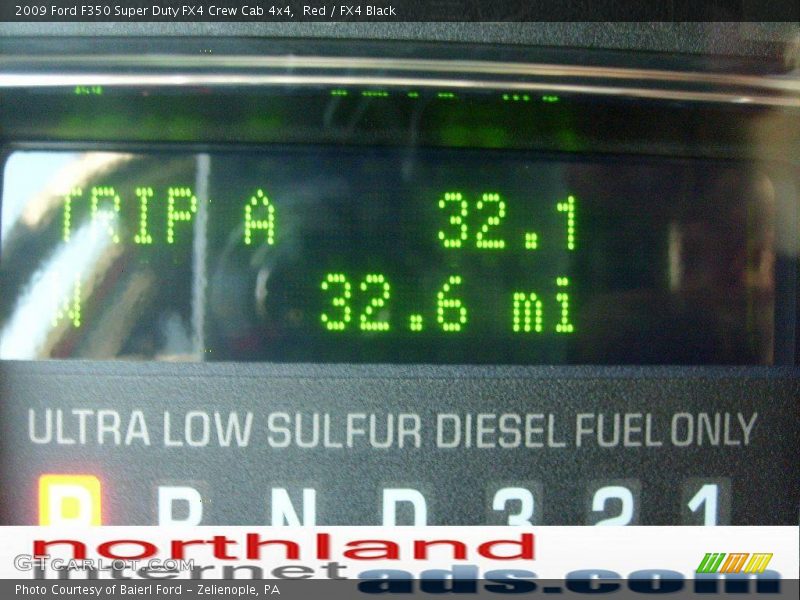 2009 Ford F350 Super Duty FX4 Crew Cab 4x4, Red / FX4 Black
TRIP A 32.1
N 32.6 mi
ULTRA LOW SULFUR DIESEL FUEL ONLY
P R N D 3 2 1
northland
internet ads.com
GTCarLot.com
Photo Courtesy of Baierl Ford - Zelienople, PA